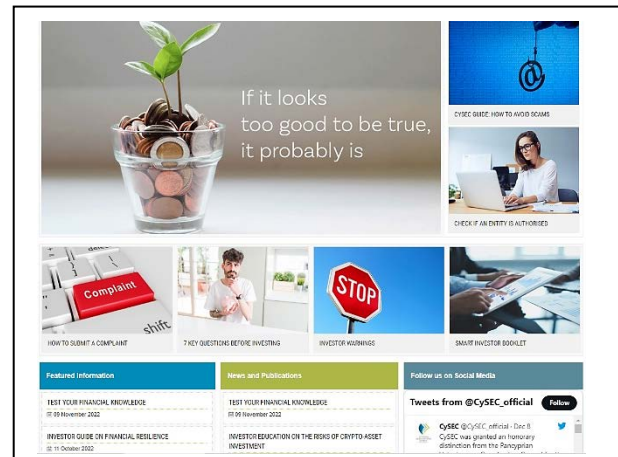 If it looks
too good to be true,
it probably is
CYSEC GUIDE: HOW TO AVOID SCAMS
CHECK IF AN ENTITY IS AUTHORISED
Complaint
shift
STOP
HOW TO SUBMIT A COMPLAINT
7 KEY QUESTIONS BEFORE INVESTING
INVESTOR WARNINGS
SMART INVESTOR BOOKLET
Featured Information
TEST YOUR FINANCIAL KNOWLEDGE
09 November 2022
INVESTOR GUIDE ON FINANCIAL RESILIENCE
11 October 2022
News and Publications
TEST YOUR FINANCIAL KNOWLEDGE
09 November 2022
INVESTOR EDUCATION ON THE RISKS OF CRYPTO-ASSET
INVESTMENT
Follow us on Social Media
Tweets from @CySEC_official
Follow
CySEC @CySEC_official · Dec 8
CySEC was granted an honorary
distinction from the Pancyprian